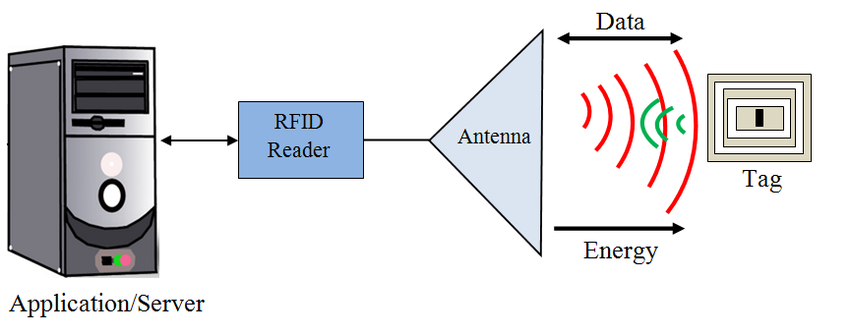 Data
RFID
Reader
Antenna
Tag
Energy
Application/Server